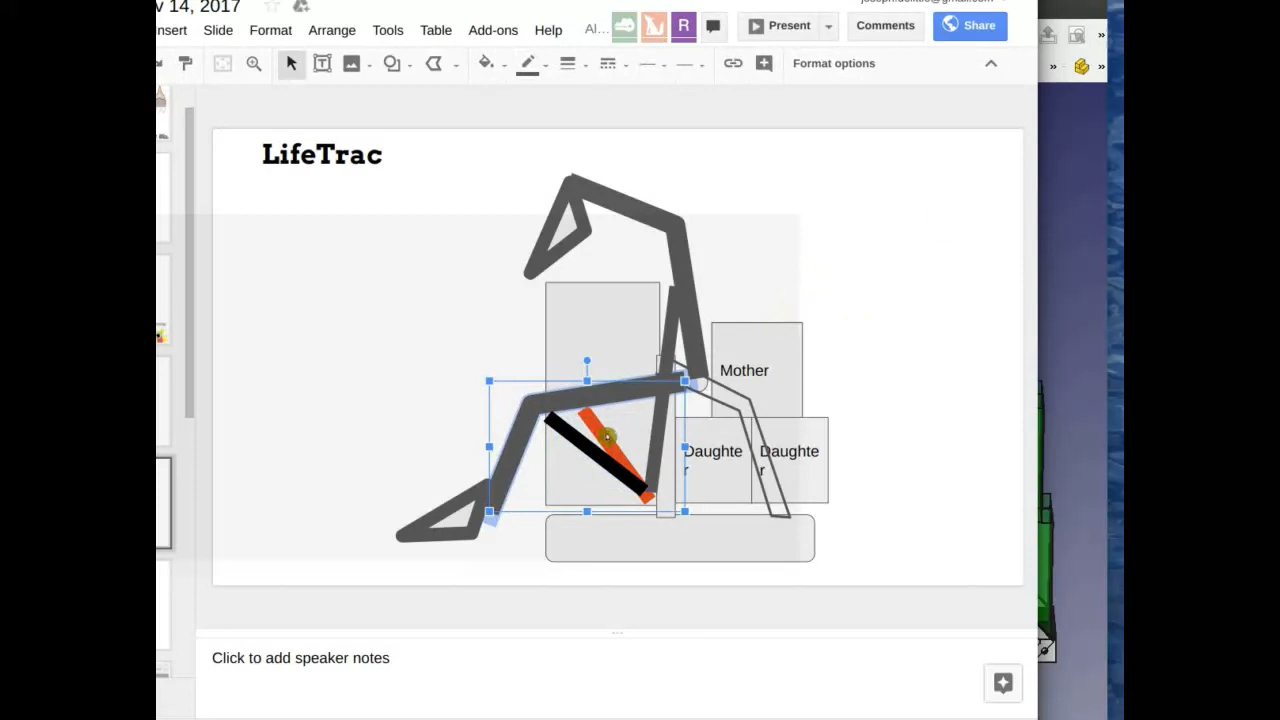 v 14, 2017
nsert Slide Format Arrange Tools Table Add-ons Help Al... R Present Comments Share
Format options
LifeTrac
Mother
Daughte
r
Daughte
r
Click to add speaker notes